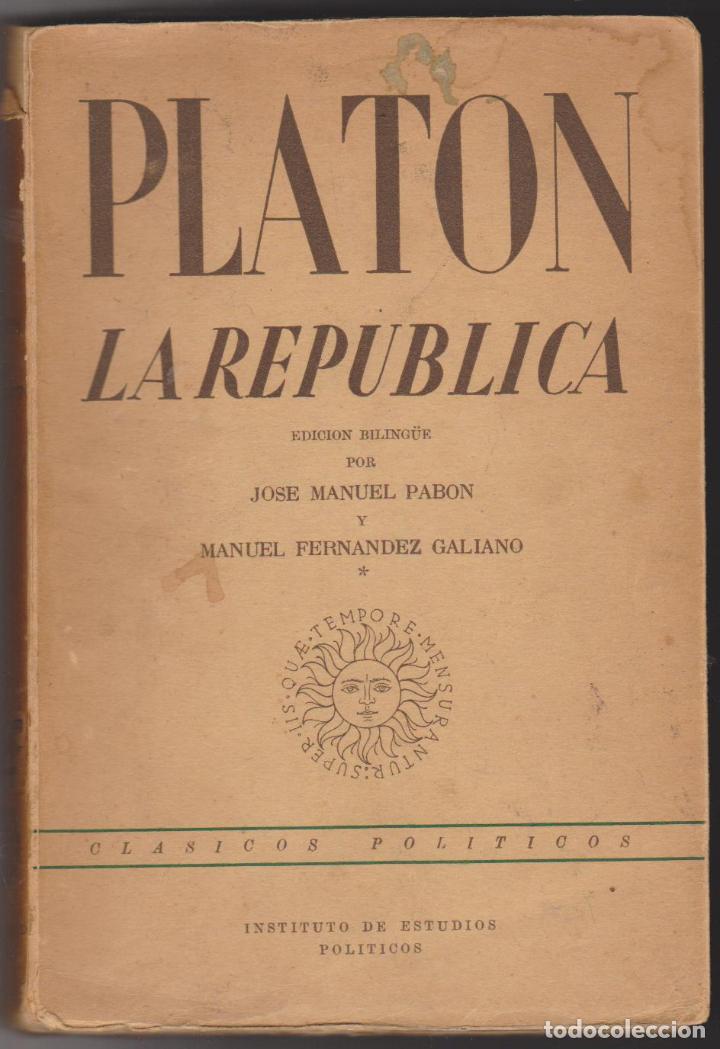 PLATON
LA REPUBLICA
EDICION BILINGÜE
POR
JOSE MANUEL PABON
Y
MANUEL FERNANDEZ GALIANO
*
SUPER·IIS·QUÆ·TEMPORE·MENSURANTUR:
CLASICOS POLITICOS
INSTITUTO DE ESTUDIOS
POLITICOS
todocoleccion